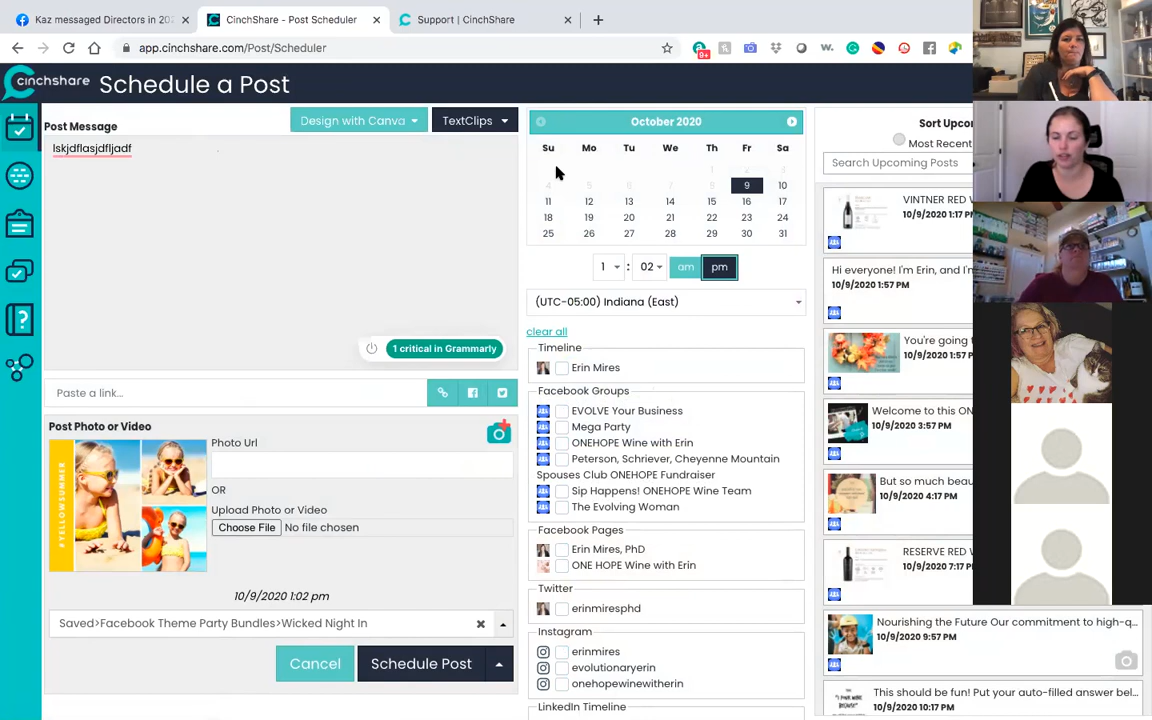 Kaz messaged Directors in 202
CinchShare - Post Scheduler
Support | CinchShare
app.cinchshare.com/Post/Scheduler
9+
cinchshare
Schedule a Post
Post Message
Design with Canva
TextClips
lskjdflasjdfljadf
1 critical in Grammarly
Paste a link...
Post Photo or Video
#YELLOWSUMMER
Photo Url
OR
Upload Photo or Video
Choose File No file chosen
10/9/2020 1:02 pm
Saved>Facebook Theme Party Bundles>Wicked Night In
Cancel
Schedule Post
October 2020
Su Mo Tu We Th Fr Sa
1 2 3
4 5 6 7 8 9 10
11 12 13 14 15 16 17
18 19 20 21 22 23 24
25 26 27 28 29 30 31
1 : 02 am pm
(UTC-05:00) Indiana (East)
clear all
Timeline
Erin Mires
Facebook Groups
EVOLVE Your Business
Mega Party
ONEHOPE Wine with Erin
Peterson, Schriever, Cheyenne Mountain
Spouses Club ONEHOPE Fundraiser
Sip Happens! ONEHOPE Wine Team
The Evolving Woman
Facebook Pages
Erin Mires, PhD
ONE HOPE Wine with Erin
Twitter
erinmiresphd
Instagram
erinmires
evolutionaryerin
onehopewinewitherin
LinkedIn Timeline
Sort Upco
Most Recent
Search Upcoming Posts
VINTNER RED W
10/9/2020 1:17 P
Hi everyone! I'm Erin, and I'm
10/9/2020 1:57 PM
You're going t
10/9/2020 1:57 P
Welcome to this ON
10/9/2020 3:57 PM
But so much beau
10/9/2020 4:17 PM
RESERVE RED W
10/9/2020 7:17 P
Nourishing the Future Our commitment to high-q...
10/9/2020 9:57 PM
This should be fun! Put your auto-filled answer bel...
10/9/2020 10:17 PM